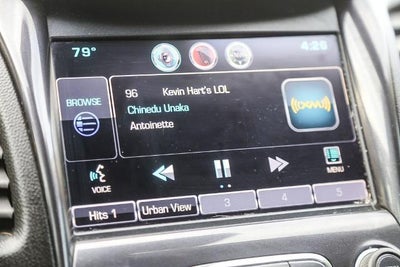 79° 4:26
BROWSE
96 Kevin Hart's LOL
Chinedu Unaka
Antoinette
((XM))
VOICE
MENU
Hits 1 Urban View 3 4 5